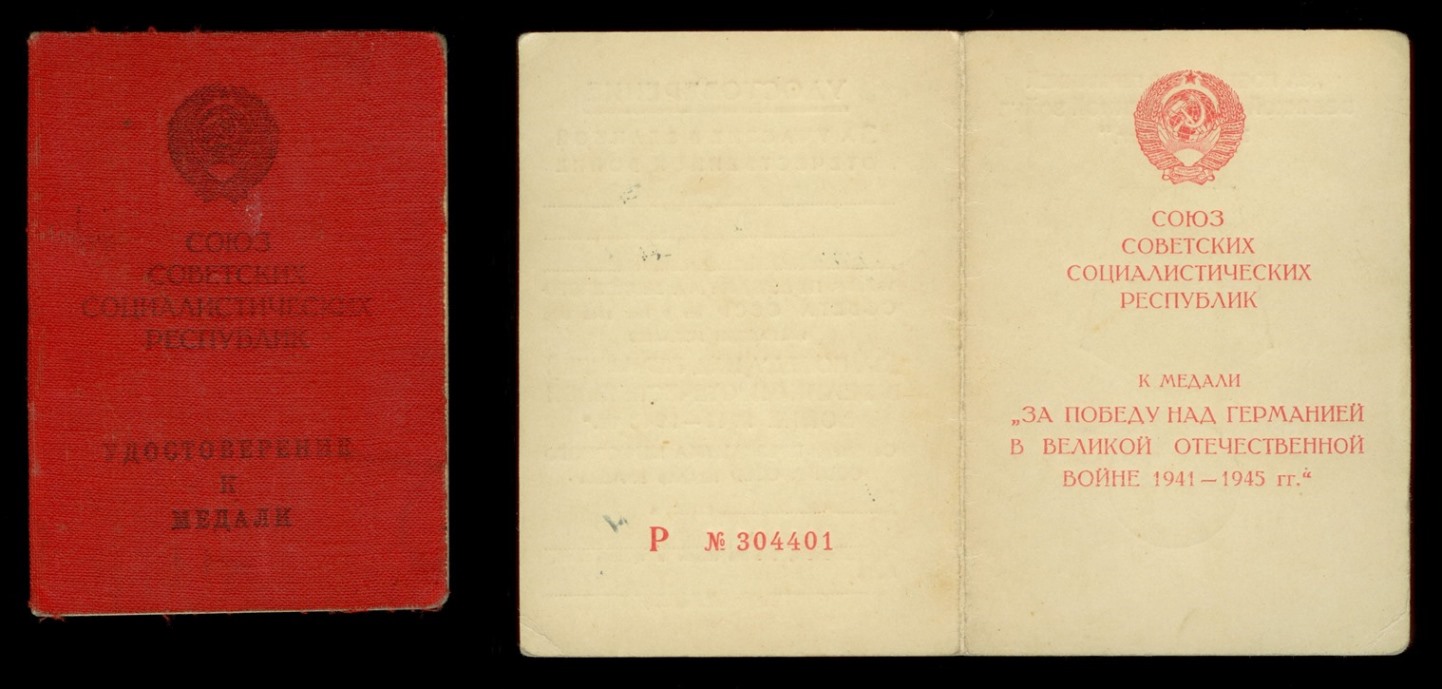 СОЮЗ
СОВЕТСКИХ
СОЦИАЛИСТИЧЕСКИХ
РЕСПУБЛИК
УДОСТОВЕРЕНИЕ
К
МЕДАЛИ
Р № 304401
СОЮЗ
СОВЕТСКИХ
СОЦИАЛИСТИЧЕСКИХ
РЕСПУБЛИК
К МЕДАЛИ
„ЗА ПОБЕДУ НАД ГЕРМАНИЕЙ
В ВЕЛИКОЙ ОТЕЧЕСТВЕННОЙ
ВОЙНЕ 1941—1945 гг.“